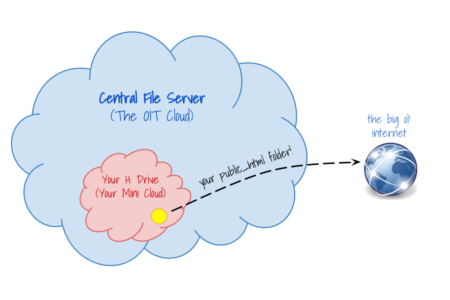 Central File Server
(The OIT Cloud)
the big ol'
internet
your public_html folder!
Your H: Drive
(Your Mini Cloud)